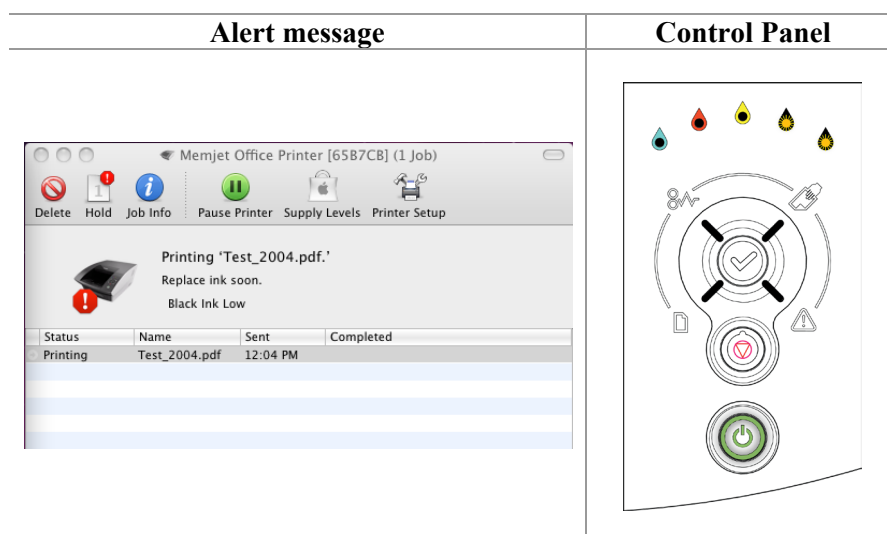 Alert message Control Panel
Memjet Office Printer [65B7CB] (1 Job)
1
Delete Hold Job Info Pause Printer Supply Levels Printer Setup
Printing ‘Test_2004.pdf.’
Replace ink soon.
Black Ink Low
Status Name Sent Completed
Printing Test_2004.pdf 12:04 PM